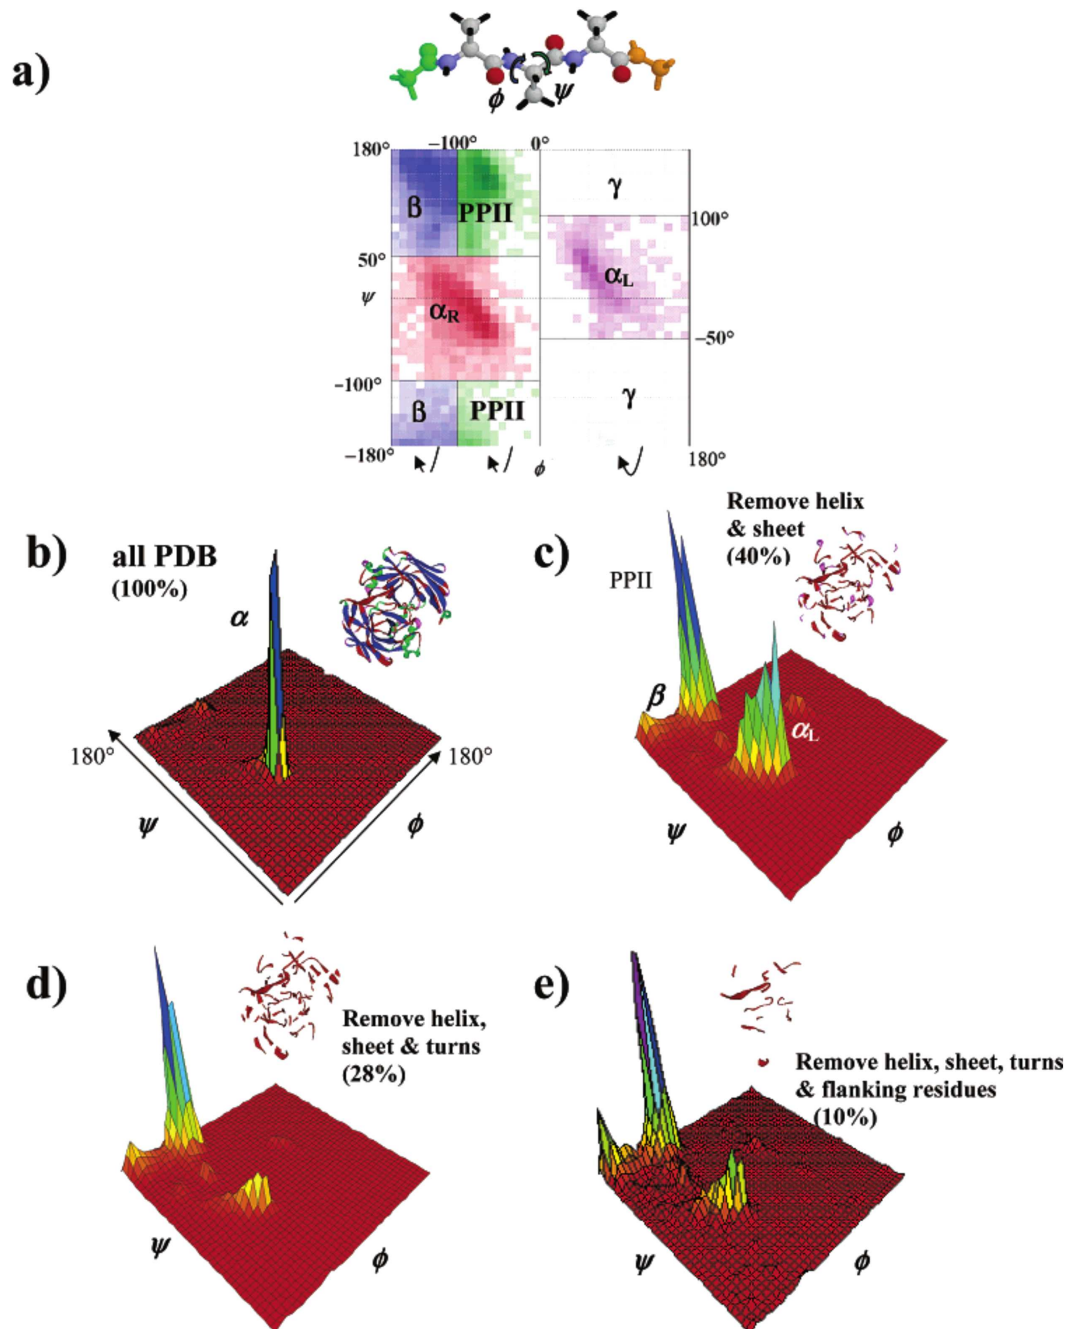 a)
ϕ ψ
180° −100° 0°
γ
β PPII
100°
50°
αL
ψ
αR
−50°
−100°
β PPII
γ
−180°
ϕ
180°
b)
all PDB
(100%)
α
180°
180°
ψ
ϕ
c)
Remove helix
& sheet
(40%)
PPII
β
αL
ψ
ϕ
d)
Remove helix,
sheet & turns
(28%)
ψ
ϕ
e)
Remove helix, sheet, turns
& flanking residues
(10%)
ψ
ϕ